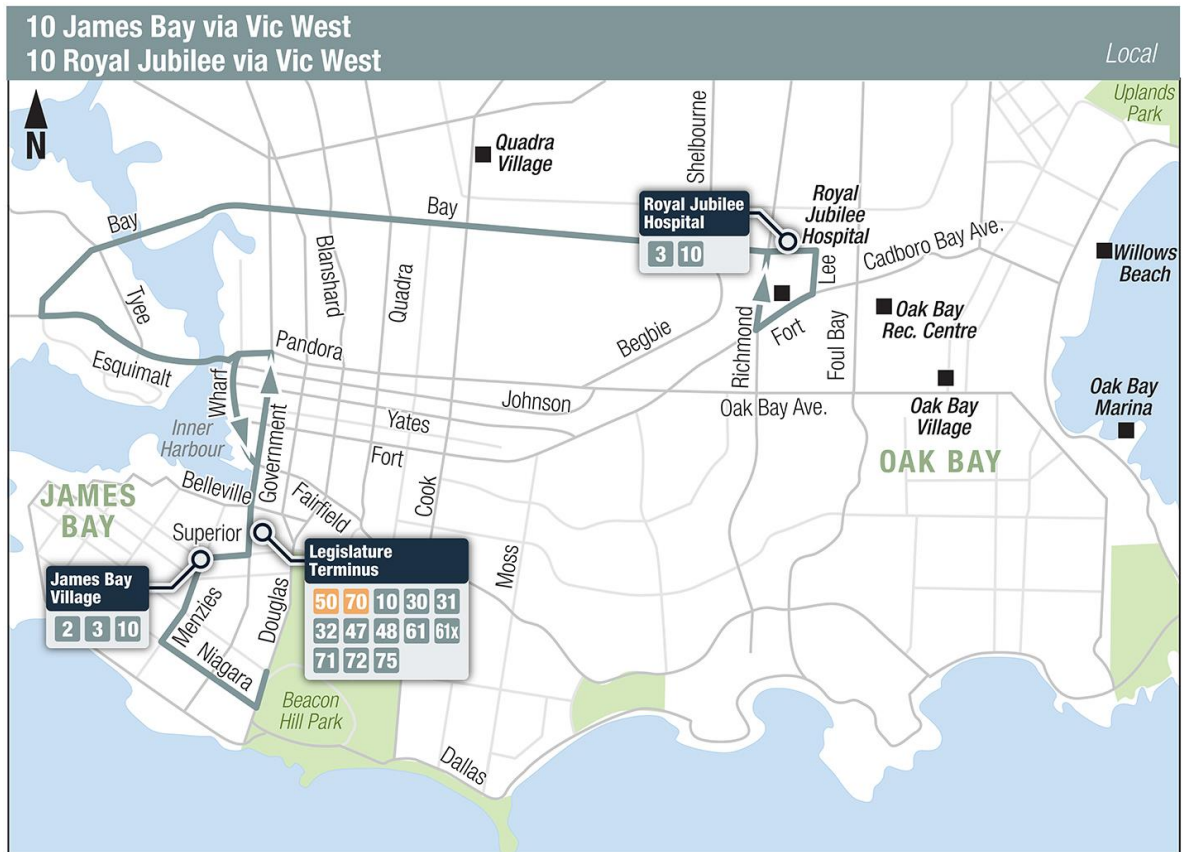 10 James Bay via Vic West
10 Royal Jubilee via Vic West
Local
N
Uplands
Park
Quadra
Village
Shelbourne
Royal Jubilee
Hospital
3 10
Royal
Jubilee
Hospital
Bay
Bay
Blanshard
Quadra
Lee
Cadboro Bay Ave.
Willows
Beach
Tyee
Oak Bay
Rec. Centre
Pandora
Begbie
Richmond
Fort
Foul Bay
Esquimalt
Wharf
Johnson
Oak Bay Ave.
Oak Bay
Village
Oak Bay
Marina
Inner
Harbour
Government
Yates
Fort
OAK BAY
JAMES
BAY
Belleville
Fairfield
Cook
Superior
Moss
Legislature
Terminus
50 70 10 30 31
32 47 48 61 61x
71 72 75
James Bay
Village
2 3 10
Menzies
Douglas
Niagara
Beacon
Hill Park
Dallas